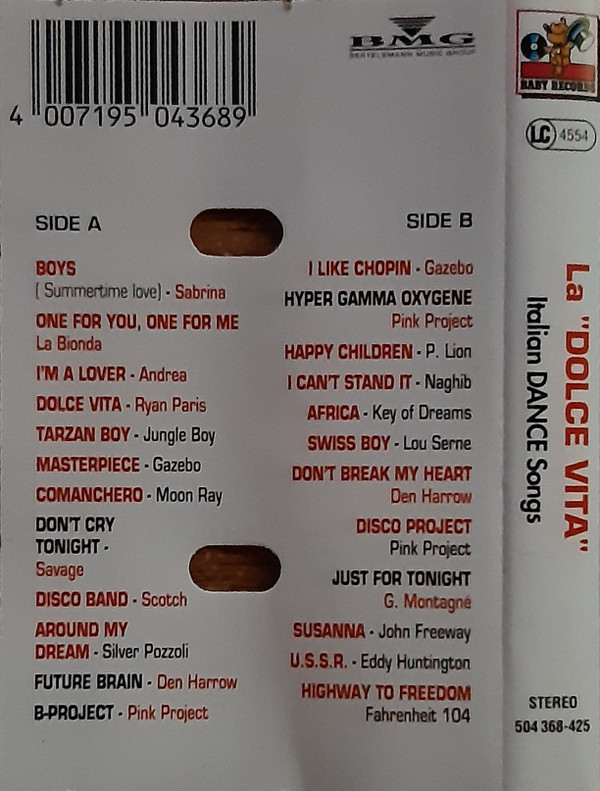 4 007195 043689
BMG
BERTELSMANN MUSIC GROUP
SIDE A
BOYS
( Summertime love) - Sabrina
ONE FOR YOU, ONE FOR ME
La Bionda
I'M A LOVER - Andrea
DOLCE VITA - Ryan Paris
TARZAN BOY - Jungle Boy
MASTERPIECE - Gazebo
COMANCHERO - Moon Ray
DON'T CRY
TONIGHT -
Savage
DISCO BAND - Scotch
AROUND MY
DREAM - Silver Pozzoli
FUTURE BRAIN - Den Harrow
B-PROJECT - Pink Project
SIDE B
I LIKE CHOPIN - Gazebo
HYPER GAMMA OXYGENE
Pink Project
HAPPY CHILDREN - P. Lion
I CAN'T STAND IT - Naghib
AFRICA - Key of Dreams
SWISS BOY - Lou Serne
DON'T BREAK MY HEART
Den Harrow
DISCO PROJECT
Pink Project
JUST FOR TONIGHT
G. Montagné
SUSANNA - John Freeway
U.S.S.R. - Eddy Huntington
HIGHWAY TO FREEDOM
Fahrenheit 104
BABY RECORDS
LC 4554
La "DOLCE VITA"
Italian DANCE Songs
STEREO
504 368-425